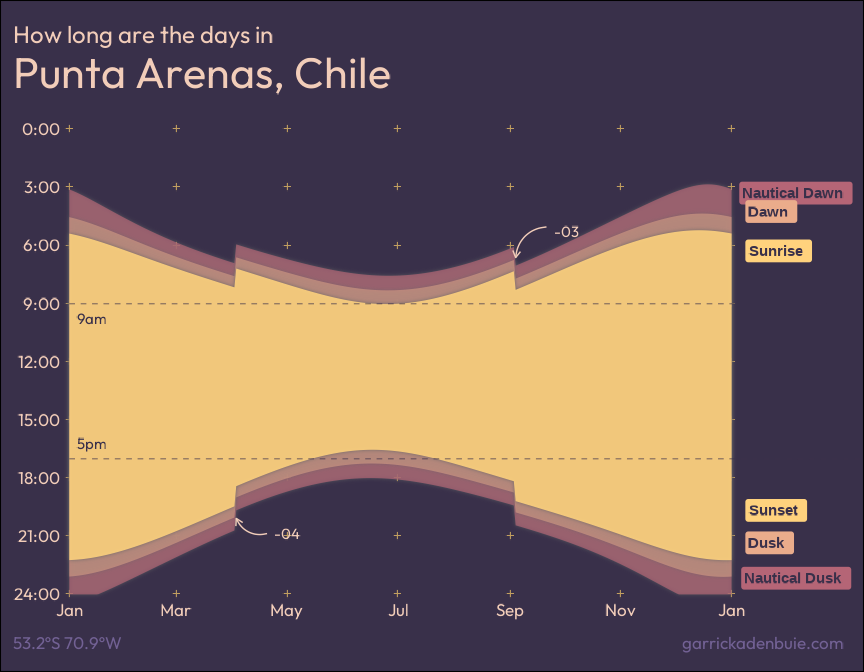 How long are the days in
Punta Arenas, Chile
0:00
3:00
Nautical Dawn
Dawn
-03
6:00
Sunrise
9:00
9am
12:00
15:00
5pm
18:00
Sunset
21:00
-04
Dusk
Nautical Dusk
24:00
Jan Mar May Jul Sep Nov Jan
53.2°S 70.9°W garrickadenbuie.com